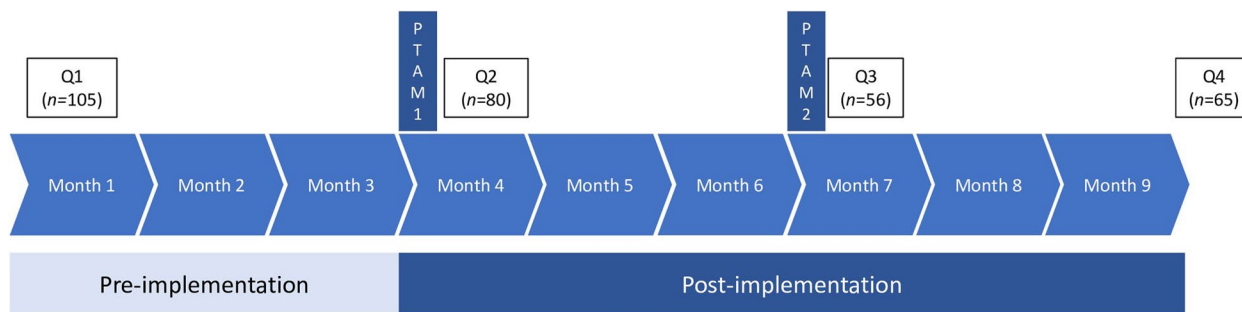 Q1
(n=105)
P
T
A
M
1
Q2
(n=80)
P
T
A
M
2
Q3
(n=56)
Q4
(n=65)
Month 1
Month 2
Month 3
Month 4
Month 5
Month 6
Month 7
Month 8
Month 9
Pre-implementation
Post-implementation